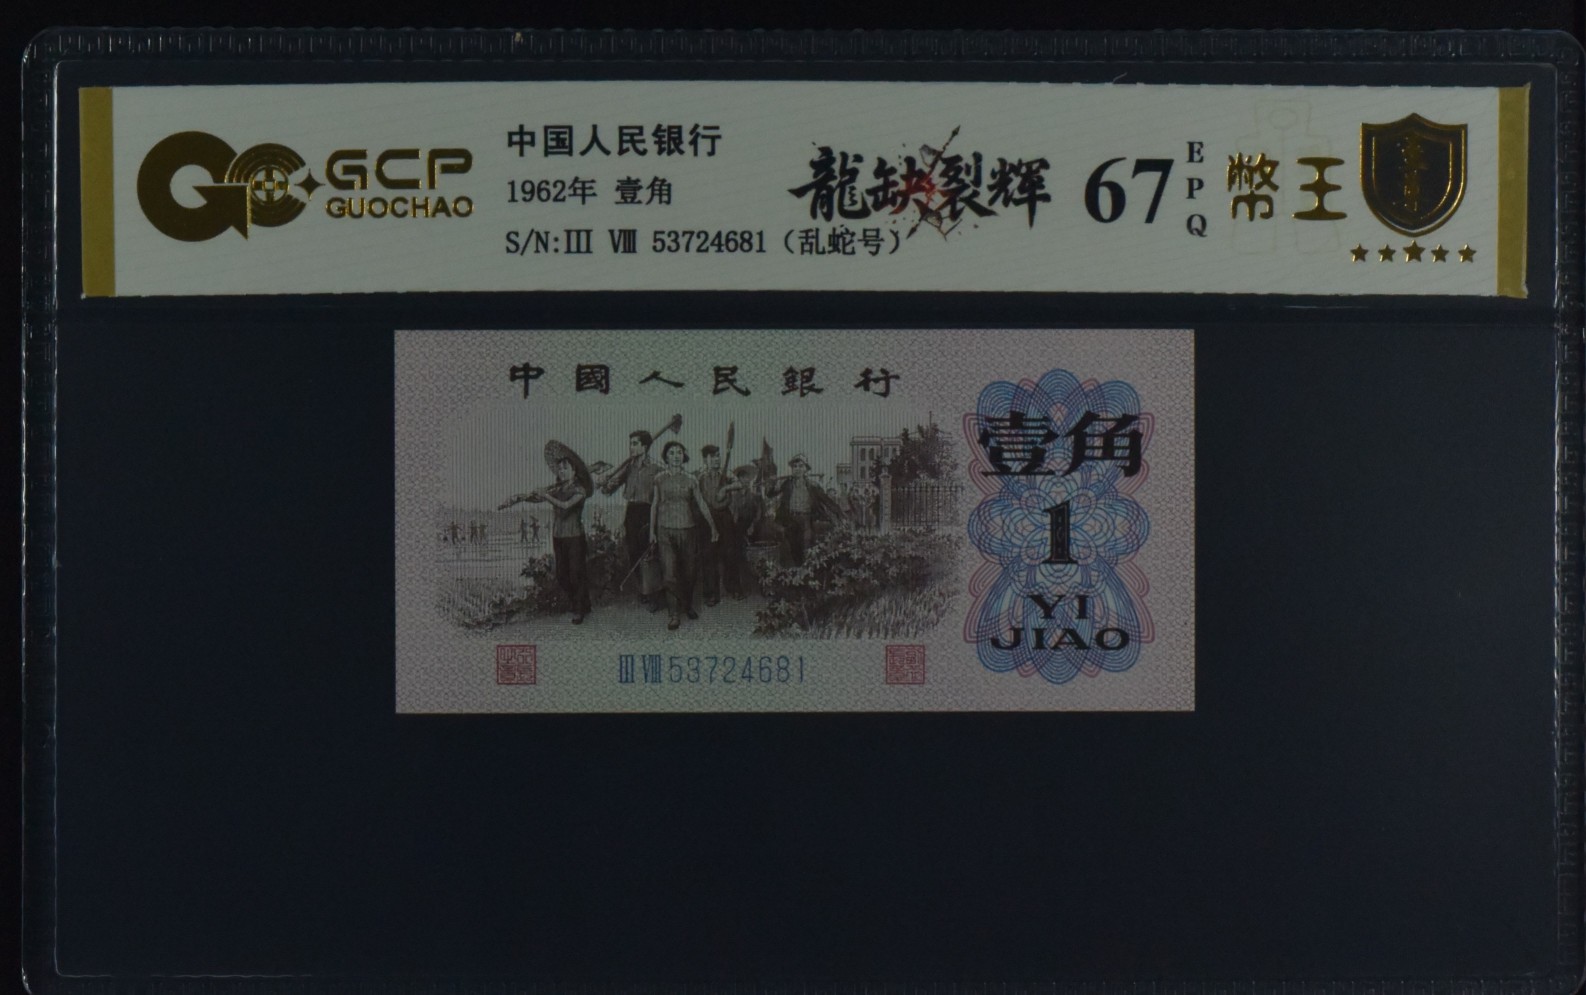 GCP
GUOCHAO
中国人民银行
1962年 壹角
S/N:III VIII 53724681（乱蛇号）
龍缺裂輝
67
EPQ
幣王
中國人民銀行
壹角
1
YI
JIAO
III VIII 53724681